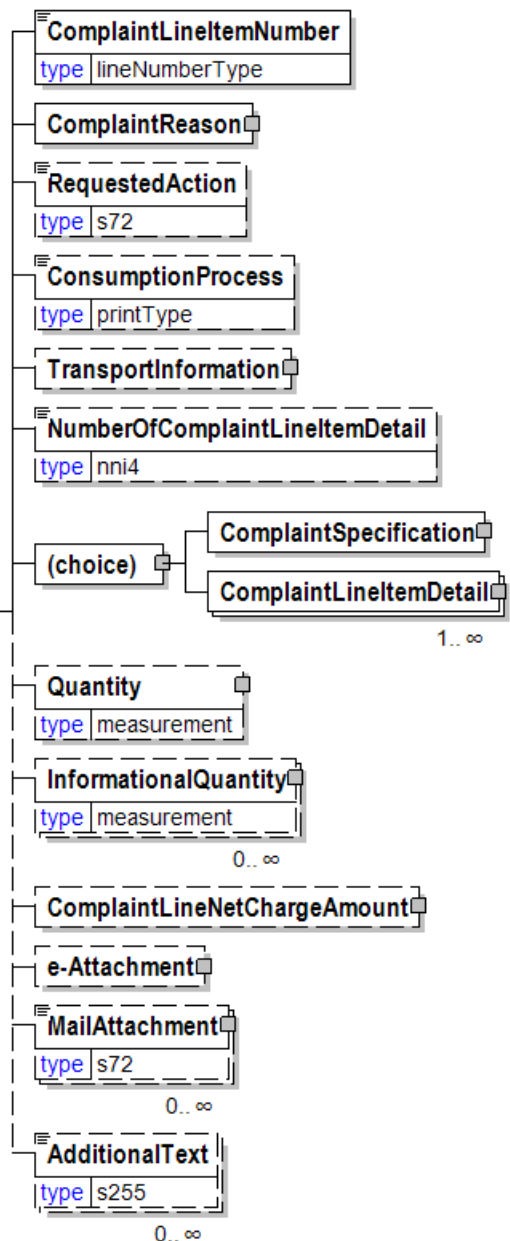 ComplaintLineItemNumber
type lineNumberType
ComplaintReason
RequestedAction
type s72
ConsumptionProcess
type printType
TransportInformation
NumberOfComplaintLineItemDetail
type nni4
(choice)
ComplaintSpecification
ComplaintLineItemDetail
1.. ∞
Quantity
type measurement
InformationalQuantity
type measurement
0.. ∞
ComplaintLineNetChargeAmount
e-Attachment
MailAttachment
type s72
0.. ∞
AdditionalText
type s255
0.. ∞